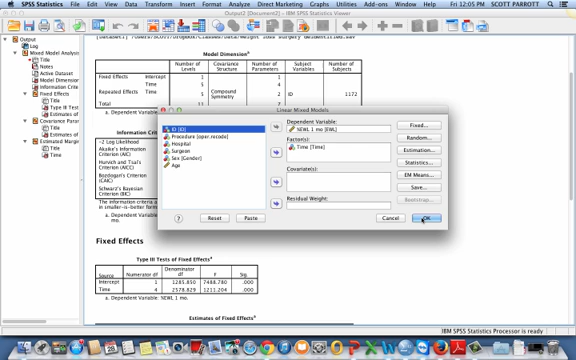 SPSS Statistics File Edit View Data Transform Insert Format Analyze Direct Marketing Graphs Utilities Add-ons Window Help Fri 12:05 PM SCOTT PARROTT
Output2 [Document2] IBM SPSS Statistics Viewer
Output
Log
Mixed Model Analysis
Title
Notes
Active Dataset
Model Dimension
Information Criteria
Fixed Effects
Title
Type III Tests
Estimates of
Covariance Param
Title
Estimates of
Estimated Margin
Title
Time
Model Dimension
Number of Levels
Covariance Structure
Number of Parameters
Subject Variables
Number of Subjects
Fixed Effects Intercept 1 1
Time 5 4
Repeated Effects Time 5 Compound Symmetry 2 ID 1172
Total 11
a. Dependent
Linear Mixed Models
ID [ID]
Procedure [oper.recode]
Hospital
Surgeon
Sex [Gender]
Age
Dependent Variable:
NEWL 1 mo [EWL]
Factor(s):
Time [Time]
Covariate(s):
Residual Weight:
Fixed...
Random...
Estimation...
Statistics...
EM Means...
Save...
Bootstrap...
? Reset Paste Cancel OK
Information
-2 Log Likelihood
Akaike's Information Criterion (AIC)
Hurvich and Tsai's Criterion (AICC)
Bozdogan's Criterion (CAIC)
Schwarz's Bayesian Criterion (BIC)
The information criteria
in smaller-is-better form
a. Dependent Variable:
mo.
Fixed Effects
Type III Tests of Fixed Effects
Source Numerator df Denominator df F Sig.
Intercept 1 1285.850 7488.780 .000
Time 4 2578.829 1211.204 .000
a. Dependent Variable: NEWL 1 mo.
Estimates of Fixed Effects
IBM SPSS Statistics Processor is ready